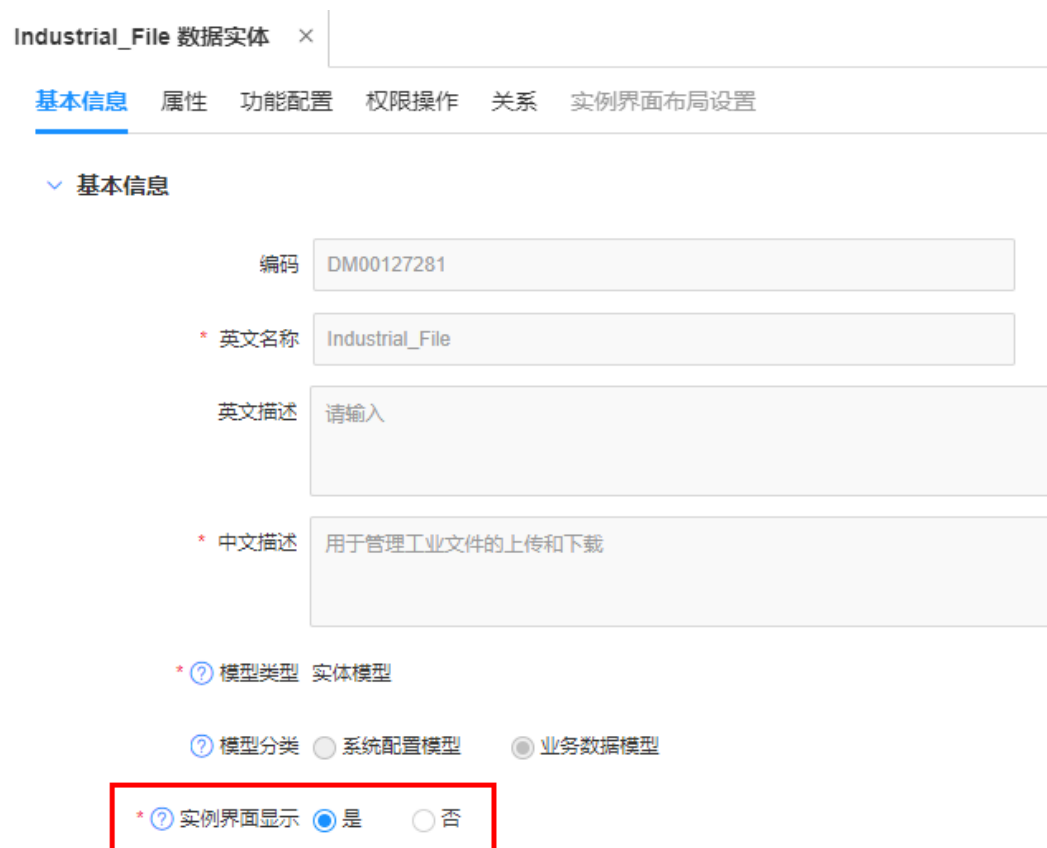 Industrial_File 数据实体 ×
基本信息 属性 功能配置 权限操作 关系 实例界面布局设置
基本信息
编码 DM00127281
* 英文名称 Industrial_File
英文描述 请输入
* 中文描述 用于管理工业文件的上传和下载
* ? 模型类型 实体模型
? 模型分类 系统配置模型 业务数据模型
* ? 实例界面显示 是 否